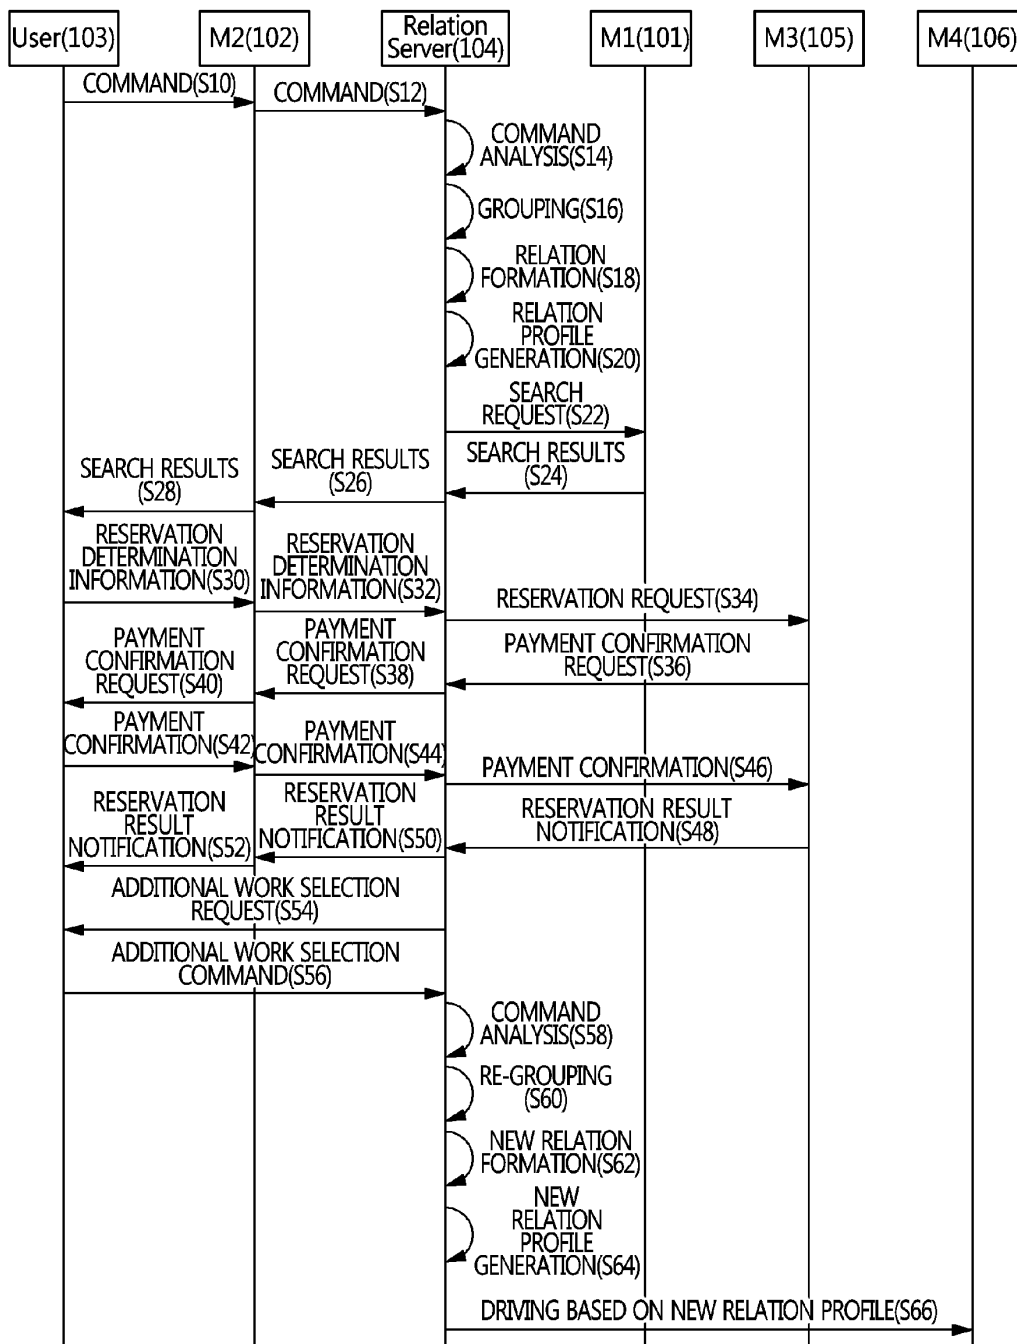 User(103)
M2(102)
Relation
Server(104)
M1(101)
M3(105)
M4(106)
COMMAND(S10)
COMMAND(S12)
COMMAND
ANALYSIS(S14)
GROUPING(S16)
RELATION
FORMATION(S18)
RELATION
PROFILE
GENERATION(S20)
SEARCH
REQUEST(S22)
SEARCH RESULTS
(S24)
SEARCH RESULTS
(S26)
SEARCH RESULTS
(S28)
RESERVATION
DETERMINATION
INFORMATION(S30)
RESERVATION
DETERMINATION
INFORMATION(S32)
RESERVATION REQUEST(S34)
PAYMENT CONFIRMATION
REQUEST(S36)
PAYMENT
CONFIRMATION
REQUEST(S38)
PAYMENT
CONFIRMATION
REQUEST(S40)
PAYMENT
CONFIRMATION(S42)
PAYMENT
CONFIRMATION(S44)
PAYMENT CONFIRMATION(S46)
RESERVATION RESULT
NOTIFICATION(S48)
RESERVATION
RESULT
NOTIFICATION(S50)
RESERVATION
RESULT
NOTIFICATION(S52)
ADDITIONAL WORK SELECTION
REQUEST(S54)
ADDITIONAL WORK SELECTION
COMMAND(S56)
COMMAND
ANALYSIS(S58)
RE-GROUPING
(S60)
NEW RELATION
FORMATION(S62)
NEW
RELATION
PROFILE
GENERATION(S64)
DRIVING BASED ON NEW RELATION PROFILE(S66)